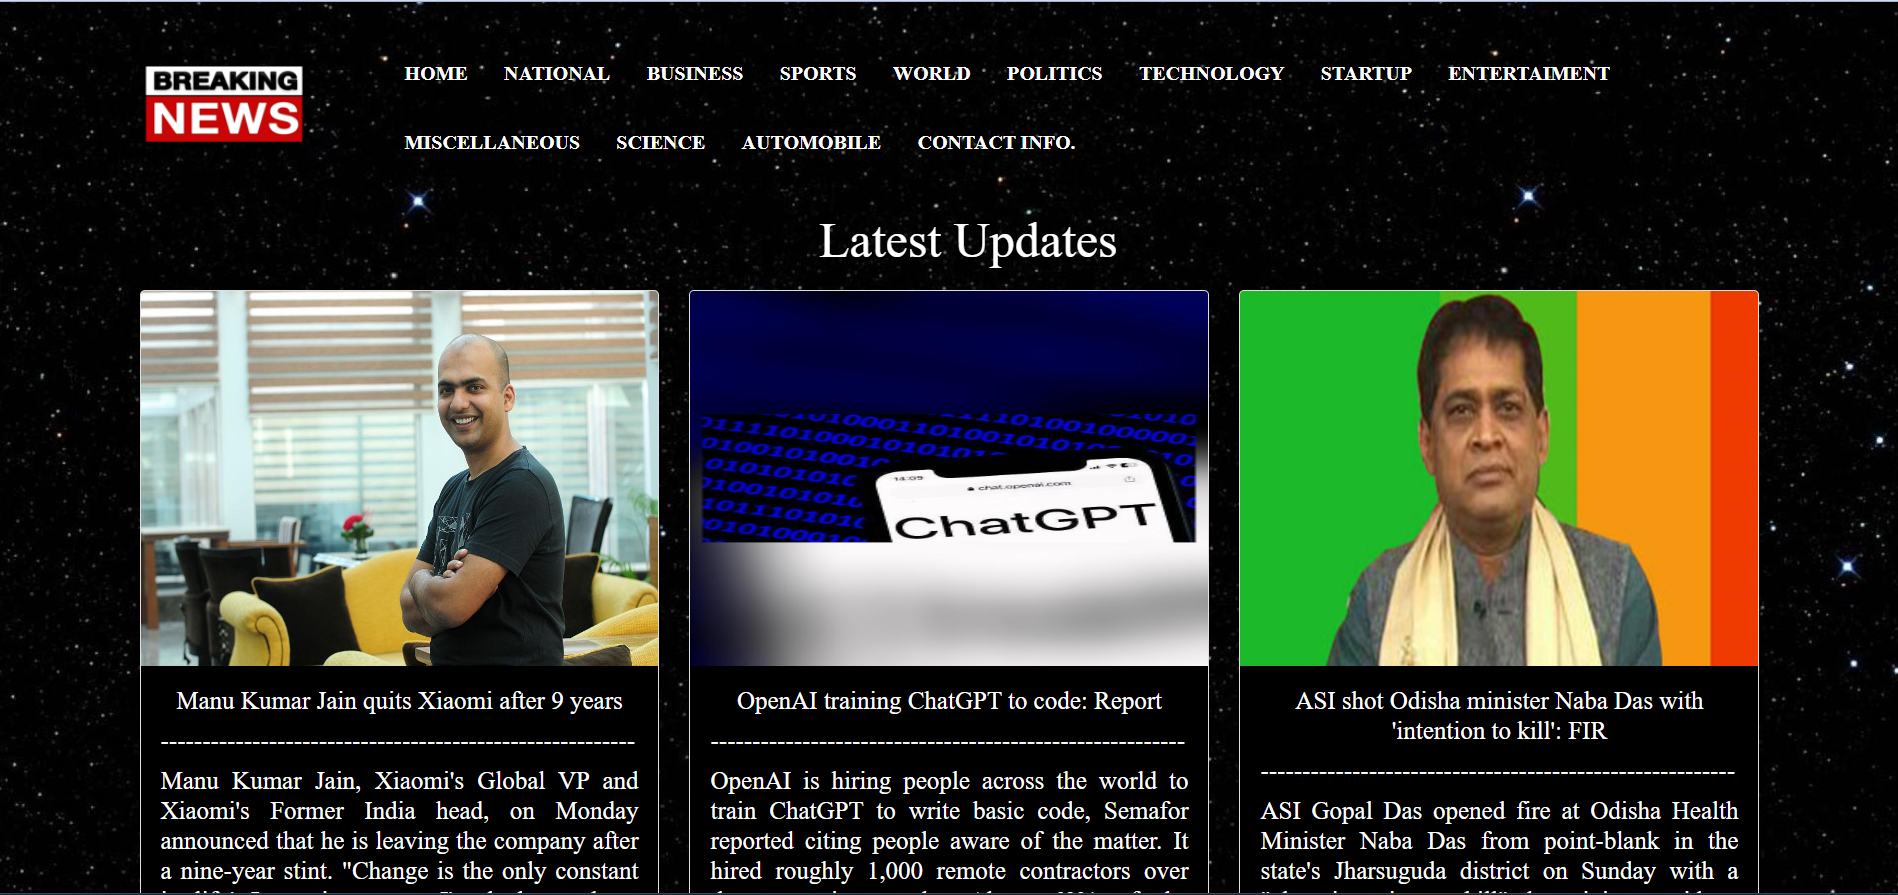 BREAKING
NEWS
HOME NATIONAL BUSINESS SPORTS WORLD POLITICS TECHNOLOGY STARTUP ENTERTAIMENT
MISCELLANEOUS SCIENCE AUTOMOBILE CONTACT INFO.
Latest Updates
14:09
chat.openai.com
ChatGPT
Manu Kumar Jain quits Xiaomi after 9 years
---------------------------------------------------------
Manu Kumar Jain, Xiaomi's Global VP and
Xiaomi's Former India head, on Monday
announced that he is leaving the company after
a nine-year stint. "Change is the only constant
OpenAI training ChatGPT to code: Report
---------------------------------------------------------
OpenAI is hiring people across the world to
train ChatGPT to write basic code, Semafor
reported citing people aware of the matter. It
hired roughly 1,000 remote contractors over
ASI shot Odisha minister Naba Das with
'intention to kill': FIR
---------------------------------------------------------
ASI Gopal Das opened fire at Odisha Health
Minister Naba Das from point-blank in the
state's Jharsuguda district on Sunday with a